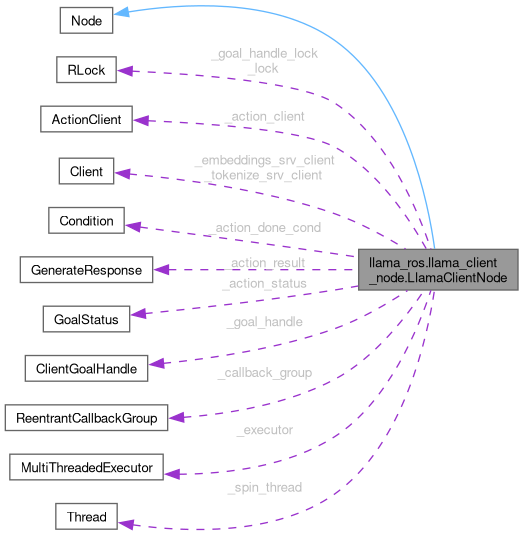 Node
_goal_handle_lock
_lock
RLock
_action_client
ActionClient
_embeddings_srv_client
_tokenize_srv_client
Client
Condition
_action_done_cond
llama_ros.llama_client
_node.LlamaClientNode
_action_result
GenerateResponse
_action_status
GoalStatus
_goal_handle
ClientGoalHandle
_callback_group
ReentrantCallbackGroup
_executor
MultiThreadedExecutor
_spin_thread
Thread